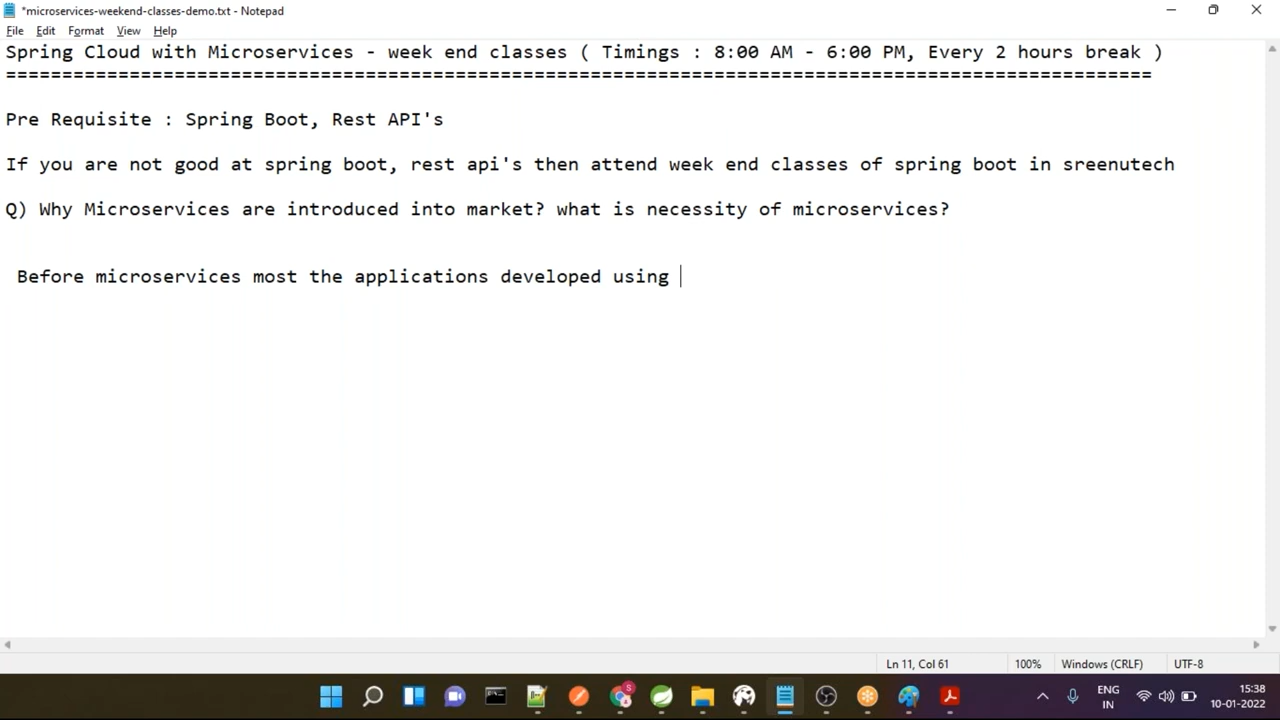 *microservices-weekend-classes-demo.txt - Notepad
File Edit Format View Help
Spring Cloud with Microservices - week end classes ( Timings : 8:00 AM - 6:00 PM, Every 2 hours break )
======================================================================================================
Pre Requisite : Spring Boot, Rest API's
If you are not good at spring boot, rest api's then attend week end classes of spring boot in sreenutech
Q) Why Microservices are introduced into market? what is necessity of microservices?
Before microservices most the applications developed using
Ln 11, Col 61 100% Windows (CRLF) UTF-8
S
ENG 15:38
IN 10-01-2022